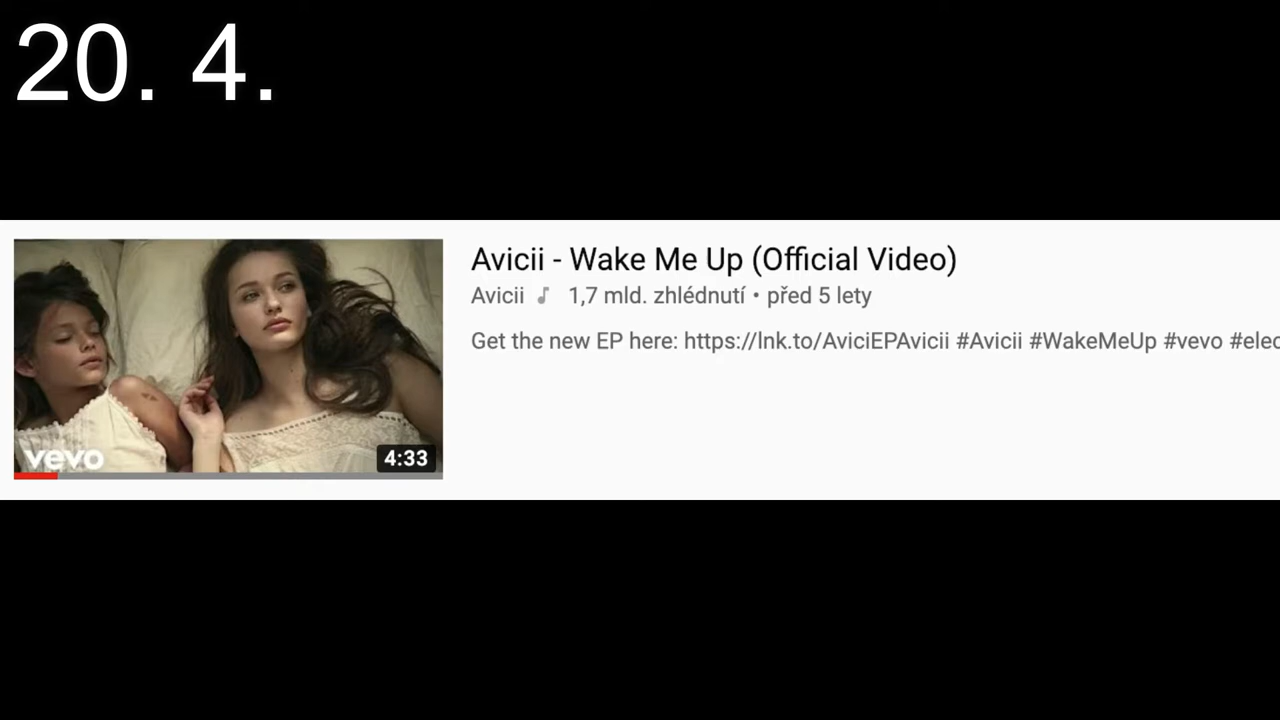 20. 4.
Avicii - Wake Me Up (Official Video)
Avicii 1,7 mld. zhlédnutí • před 5 lety
Get the new EP here: https://lnk.to/AviciEPAvicii #Avicii #WakeMeUp #vevo #elec
vevo
4:33